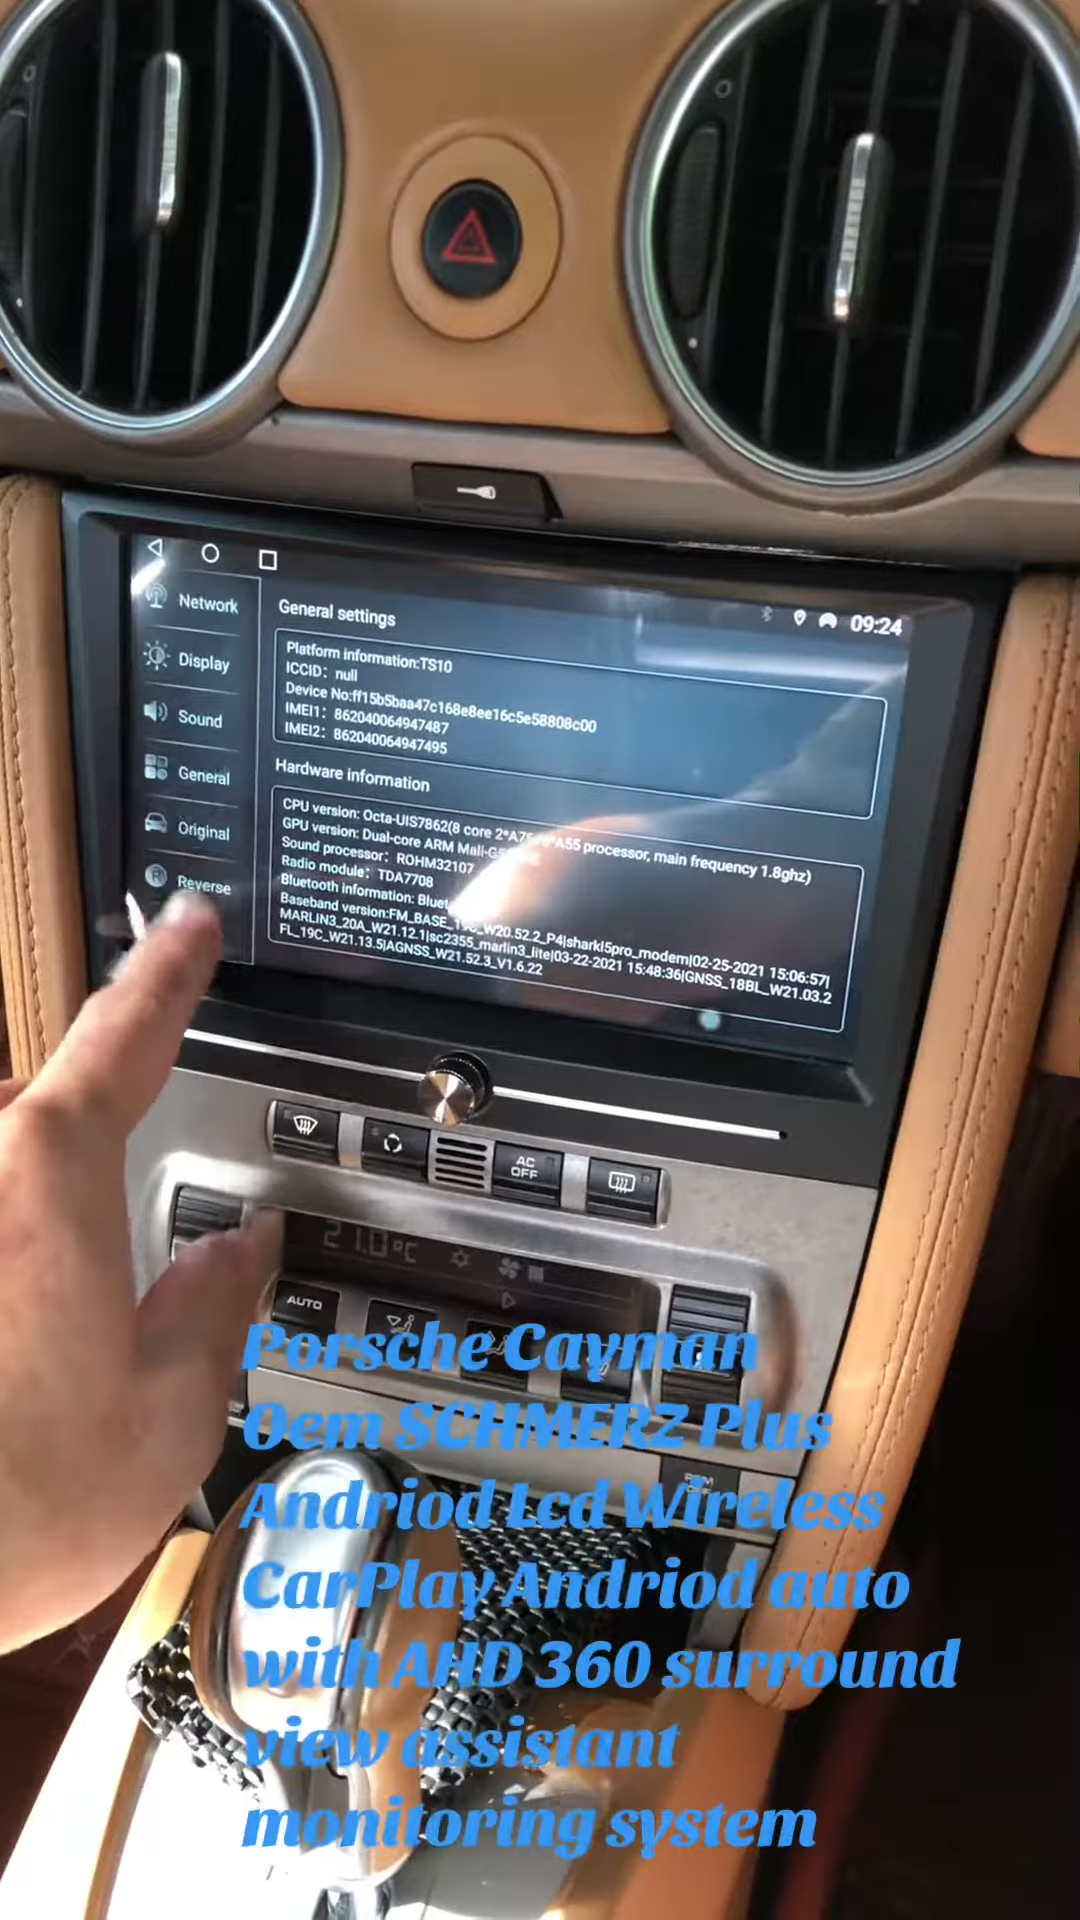 09:24
Network
Display
Sound
General
Original
Reverse
General settings
Platform information:TS10
ICCID: null
Device No:ff15b5baa47c168e8ee16c5e58808c00
IMEI1: 862040064947487
IMEI2: 862040064947495
Hardware information
CPU version: Octa-UIS7862(8 core 2*A75 A55 processor, main frequency 1.8ghz)
GPU version: Dual-core ARM
Sound processor: ROHM32107
Radio module: TDA7708
Bluetooth information:
Baseband version:FM_BASE_19C_W20.52.2_P4|sharkl5pro_modem|02-25-2021 15:06:57|
MARLIN3_20A_W21.12.1|sc2355_marlin3_lite|03-22-2021 15:48:36|GNSS_18BL_W21.03.2
FL_19C_W21.13.5|AGNSS_W21.52.3_V1.6.22
AC
OFF
21.0°C
AUTO
Porsche Cayman
Oem SCHMERZ Plus
Andriod Lcd Wireless
CarPlay Andriod auto
with AHD 360 surround
view assistant
monitoring system